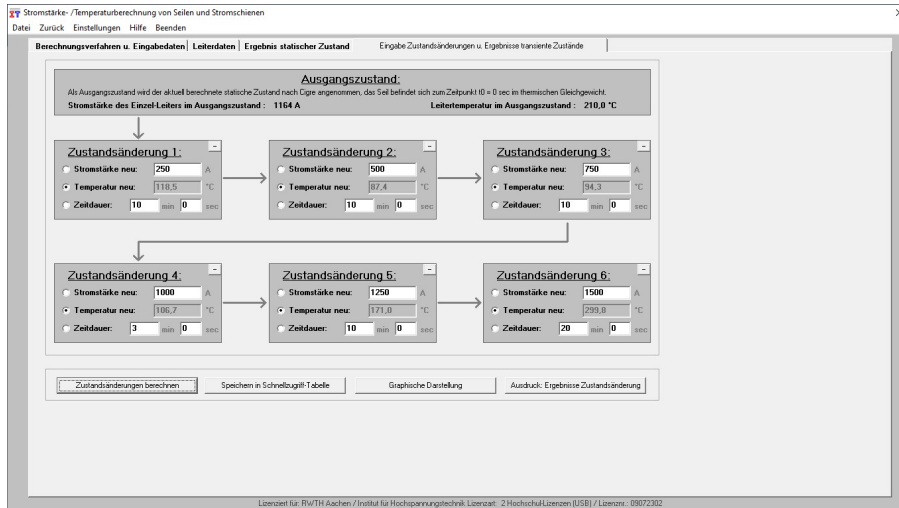 Stromstärke- /Temperaturberechnung von Seilen und Stromschienen
Datei Zurück Einstellungen Hilfe Beenden
Berechnungsverfahren u. Eingabedaten Leiterdaten Ergebnis statischer Zustand Eingabe Zustandsänderungen u. Ergebnisse transiente Zustände
Ausgangszustand:
Als Ausgangszustand wird der aktuell berechnete statische Zustand nach Cigre angenommen, das Seil befindet sich zum Zeitpunkt t0 = 0 sec im thermischen Gleichgewicht.
Stromstärke des Einzel-Leiters im Ausgangszustand : 1164 A Leitertemperatur im Ausgangszustand : 210,0 °C
Zustandsänderung 1: -
Stromstärke neu: 250 A
Temperatur neu: 118,5 °C
Zeitdauer: 10 min 0 sec
Zustandsänderung 2: -
Stromstärke neu: 500 A
Temperatur neu: 87,4 °C
Zeitdauer: 10 min 0 sec
Zustandsänderung 3: -
Stromstärke neu: 750 A
Temperatur neu: 94,3 °C
Zeitdauer: 10 min 0 sec
Zustandsänderung 4: -
Stromstärke neu: 1000 A
Temperatur neu: 106,7 °C
Zeitdauer: 3 min 0 sec
Zustandsänderung 5: -
Stromstärke neu: 1250 A
Temperatur neu: 171,0 °C
Zeitdauer: 10 min 0 sec
Zustandsänderung 6: -
Stromstärke neu: 1500 A
Temperatur neu: 299,8 °C
Zeitdauer: 20 min 0 sec
Zustandsänderungen berechnen Speichern in Schnellzugriff-Tabelle Graphische Darstellung Ausdruck: Ergebnisse Zustandsänderung
Lizenziert für: RWTH Aachen / Institut für Hochspannungstechnik Lizenzart: 2 Hochschul-Lizenzen (USB) / Lizenznr.: 09072302